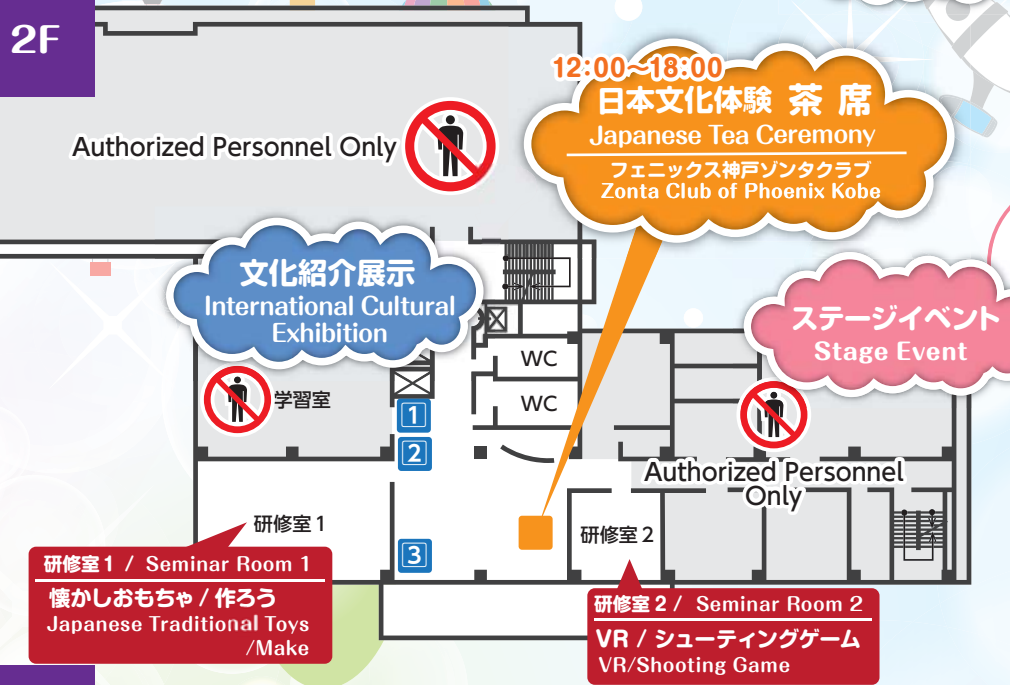 2F
12:00~18:00
日本文化体験 茶 席
Japanese Tea Ceremony
フェニックス神戸ゾンタクラブ
Zonta Club of Phoenix Kobe
Authorized Personnel Only
文化紹介展示
International Cultural
Exhibition
ステージイベント
Stage Event
WC
WC
学習室
1
2
3
Authorized Personnel
Only
研修室 1
研修室 2
研修室 1 / Seminar Room 1
懐かしおもちゃ / 作ろう
Japanese Traditional Toys
/Make
研修室 2 / Seminar Room 2
VR / シューティングゲーム
VR/Shooting Game